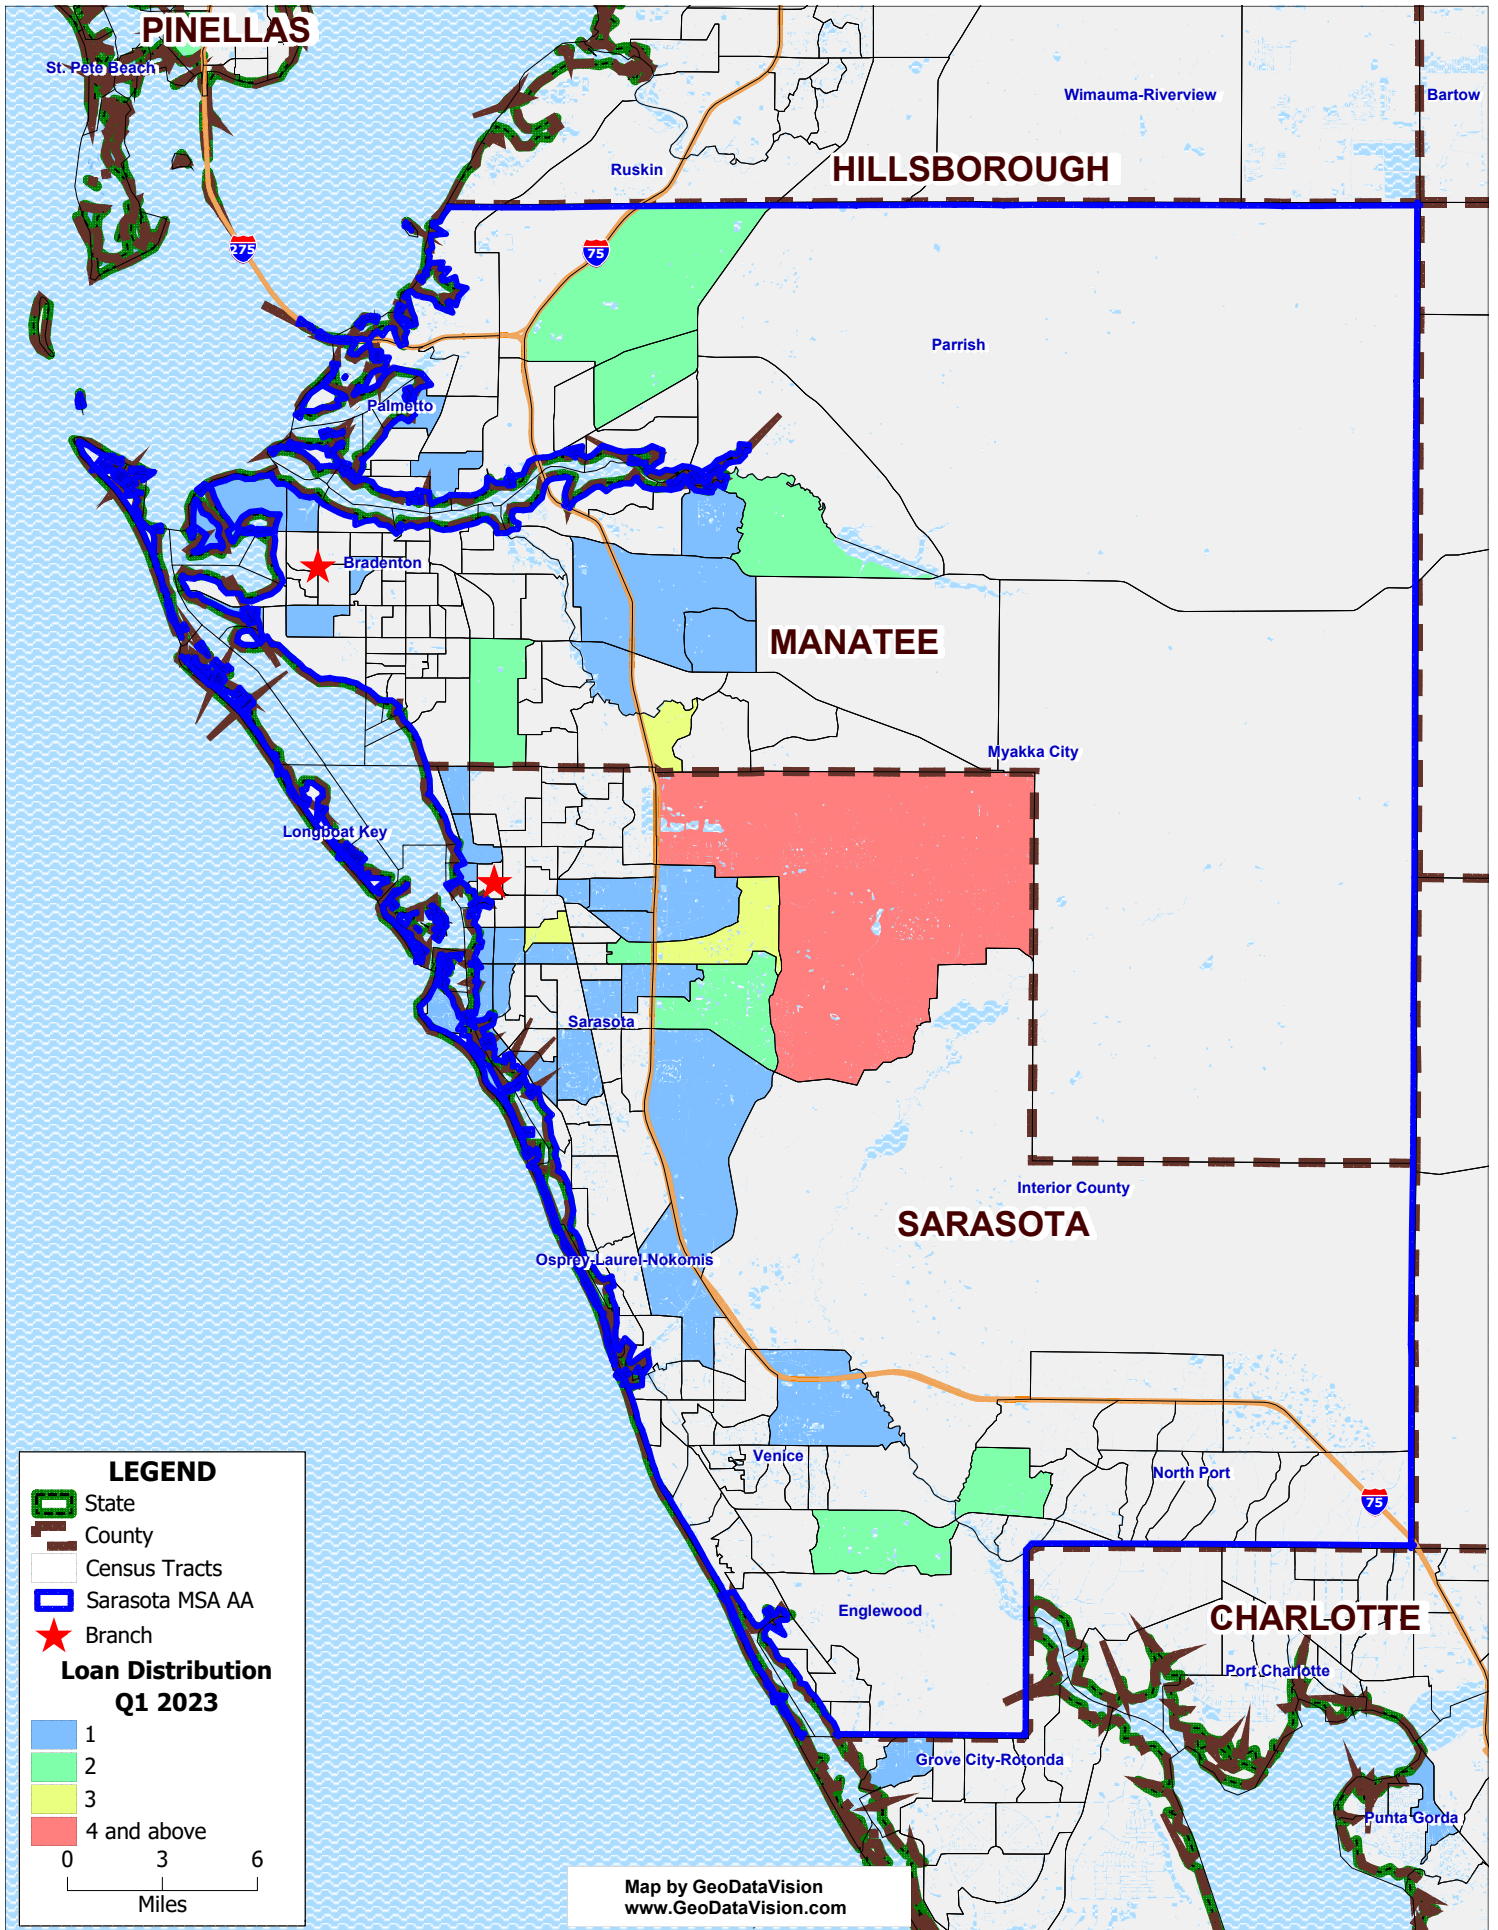 PINELLAS
St. Pete Beach
Wimauma-Riverview
Bartow
HILLSBOROUGH
Ruskin
275
75
Parrish
Palmetto
Bradenton
MANATEE
Myakka City
Longboat Key
Sarasota
Interior County
SARASOTA
Osprey-Laurel-Nokomis
Venice
North Port
75
Englewood
CHARLOTTE
Port Charlotte
Grove City-Rotonda
Punta Gorda
LEGEND
State
County
Census Tracts
Sarasota MSA AA
Branch
Loan Distribution
Q1 2023
1
2
3
4 and above
0 3 6
Miles
Map by GeoDataVision
www.GeoDataVision.com